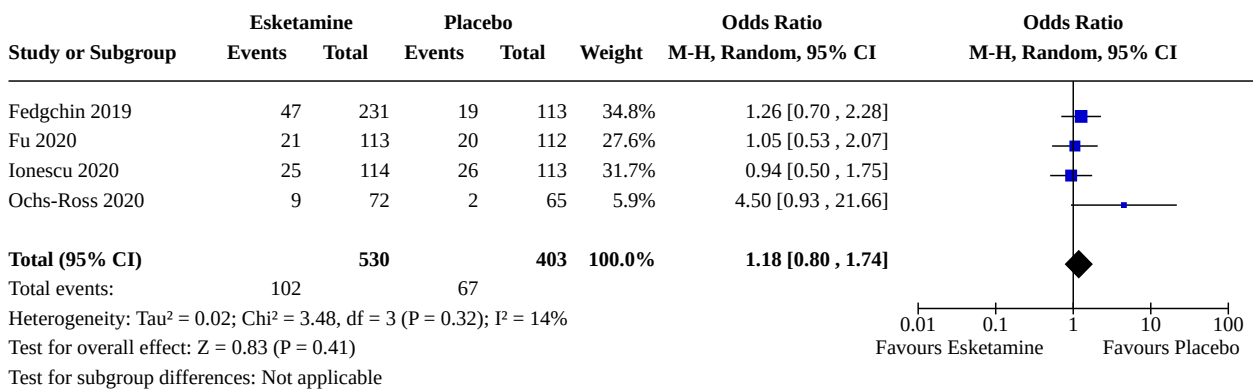 Esketamine Placebo Odds Ratio Odds Ratio
Study or Subgroup Events Total Events Total Weight M-H, Random, 95% CI M-H, Random, 95% CI
Fedgchin 2019 47 231 19 113 34.8% 1.26 [0.70 , 2.28]
Fu 2020 21 113 20 112 27.6% 1.05 [0.53 , 2.07]
Ionescu 2020 25 114 26 113 31.7% 0.94 [0.50 , 1.75]
Ochs-Ross 2020 9 72 2 65 5.9% 4.50 [0.93 , 21.66]
Total (95% CI) 530 403 100.0% 1.18 [0.80 , 1.74]
Total events: 102 67
Heterogeneity: Tau² = 0.02; Chi² = 3.48, df = 3 (P = 0.32); I² = 14%
0.01 0.1 1 10 100
Test for overall effect: Z = 0.83 (P = 0.41) Favours Esketamine Favours Placebo
Test for subgroup differences: Not applicable